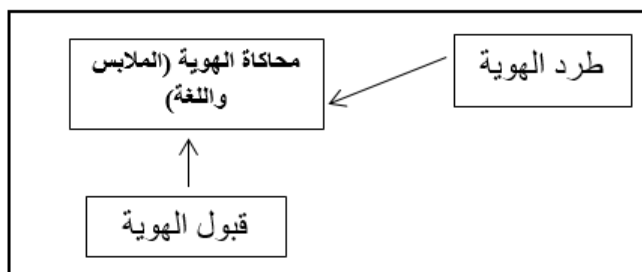 محاكاة الهوية (الملابس
واللغة)
طرد الهوية
قبول الهوية